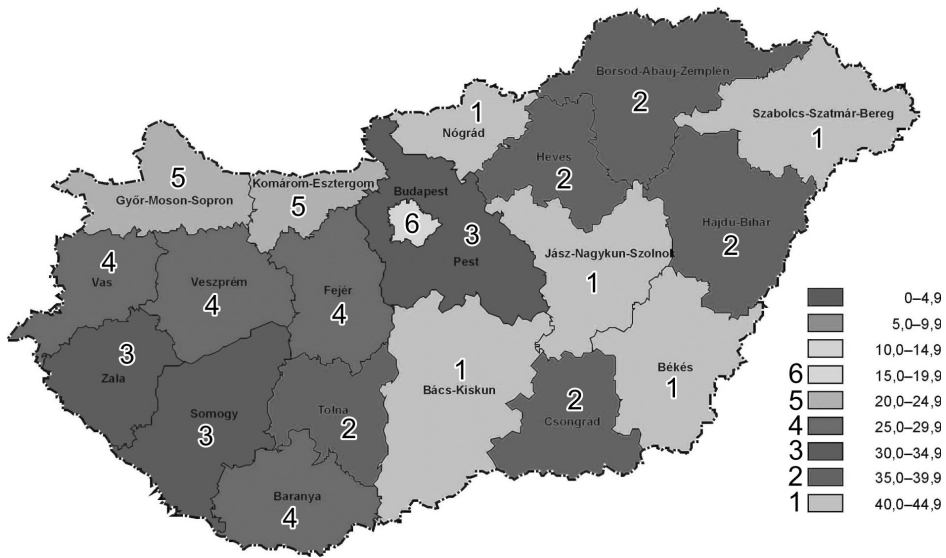 Borsod-Abauj-Zemplén
2
1
Nógrád
Szabolcs-Szatmár-Bereg
1
Heves
2
5
Győr-Moson-Sopron
Komárom-Esztergom
5
Budapest
6
3
Pest
Hajdu-Bihar
2
Jász-Nagykun-Szolnok
1
4
Vas
Veszprém
4
Fejér
4
3
Zala
1
Bács-Kiskun
Békés
1
Somogy
3
Tolna
2
2
Csongrad
Baranya
4
0–4,9
5,0–9,9
10,0–14,9
6 15,0–19,9
5 20,0–24,9
4 25,0–29,9
3 30,0–34,9
2 35,0–39,9
1 40,0–44,9